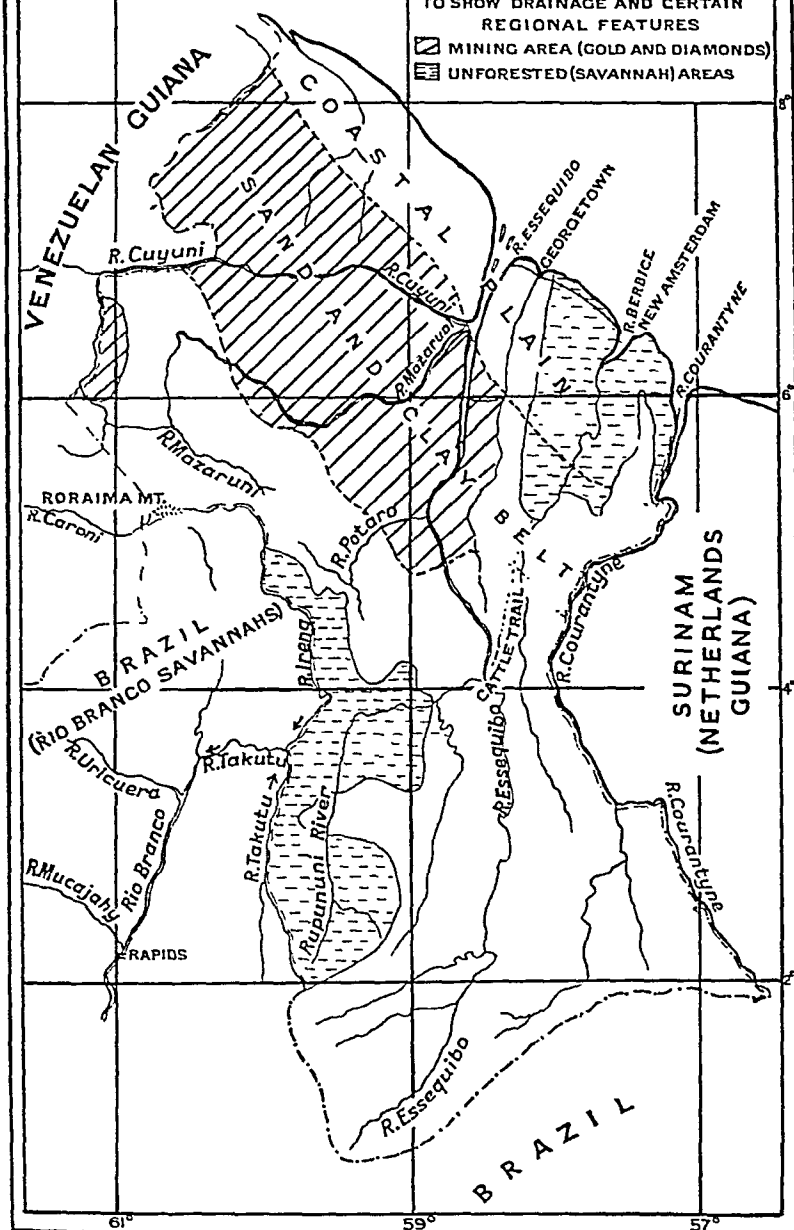 TO SHOW DRAINAGE AND CERTAIN
REGIONAL FEATURES
MINING AREA (GOLD AND DIAMONDS)
UNFORESTED (SAVANNAH) AREAS
VENEZUELAN GUIANA
COASTAL PLAIN
SAND AND CLAY BELT
8°
R. ESSEQUIBO
GEORGETOWN
R. BERBICE
NEW AMSTERDAM
R. COURANTYNE
R. Cuyuni
R. Cuyuni
R. Mazaruni
6°
R. Mazaruni
RORAIMA MT.
R. Caroni
R. Potaro
R. Ireng
BRAZIL
(RIO BRANCO SAVANNAHS)
CATTLE TRAIL
R. Courantyne
SURINAM
(NETHERLANDS
GUIANA)
4°
R. Uricuera
R. Takutu
R. Takutu
Rupununi River
R. Essequibo
R. Courantyne
R. Mucajahy
Rio Branco
RAPIDS
2°
R. Essequibo
BRAZIL
61°
59°
57°